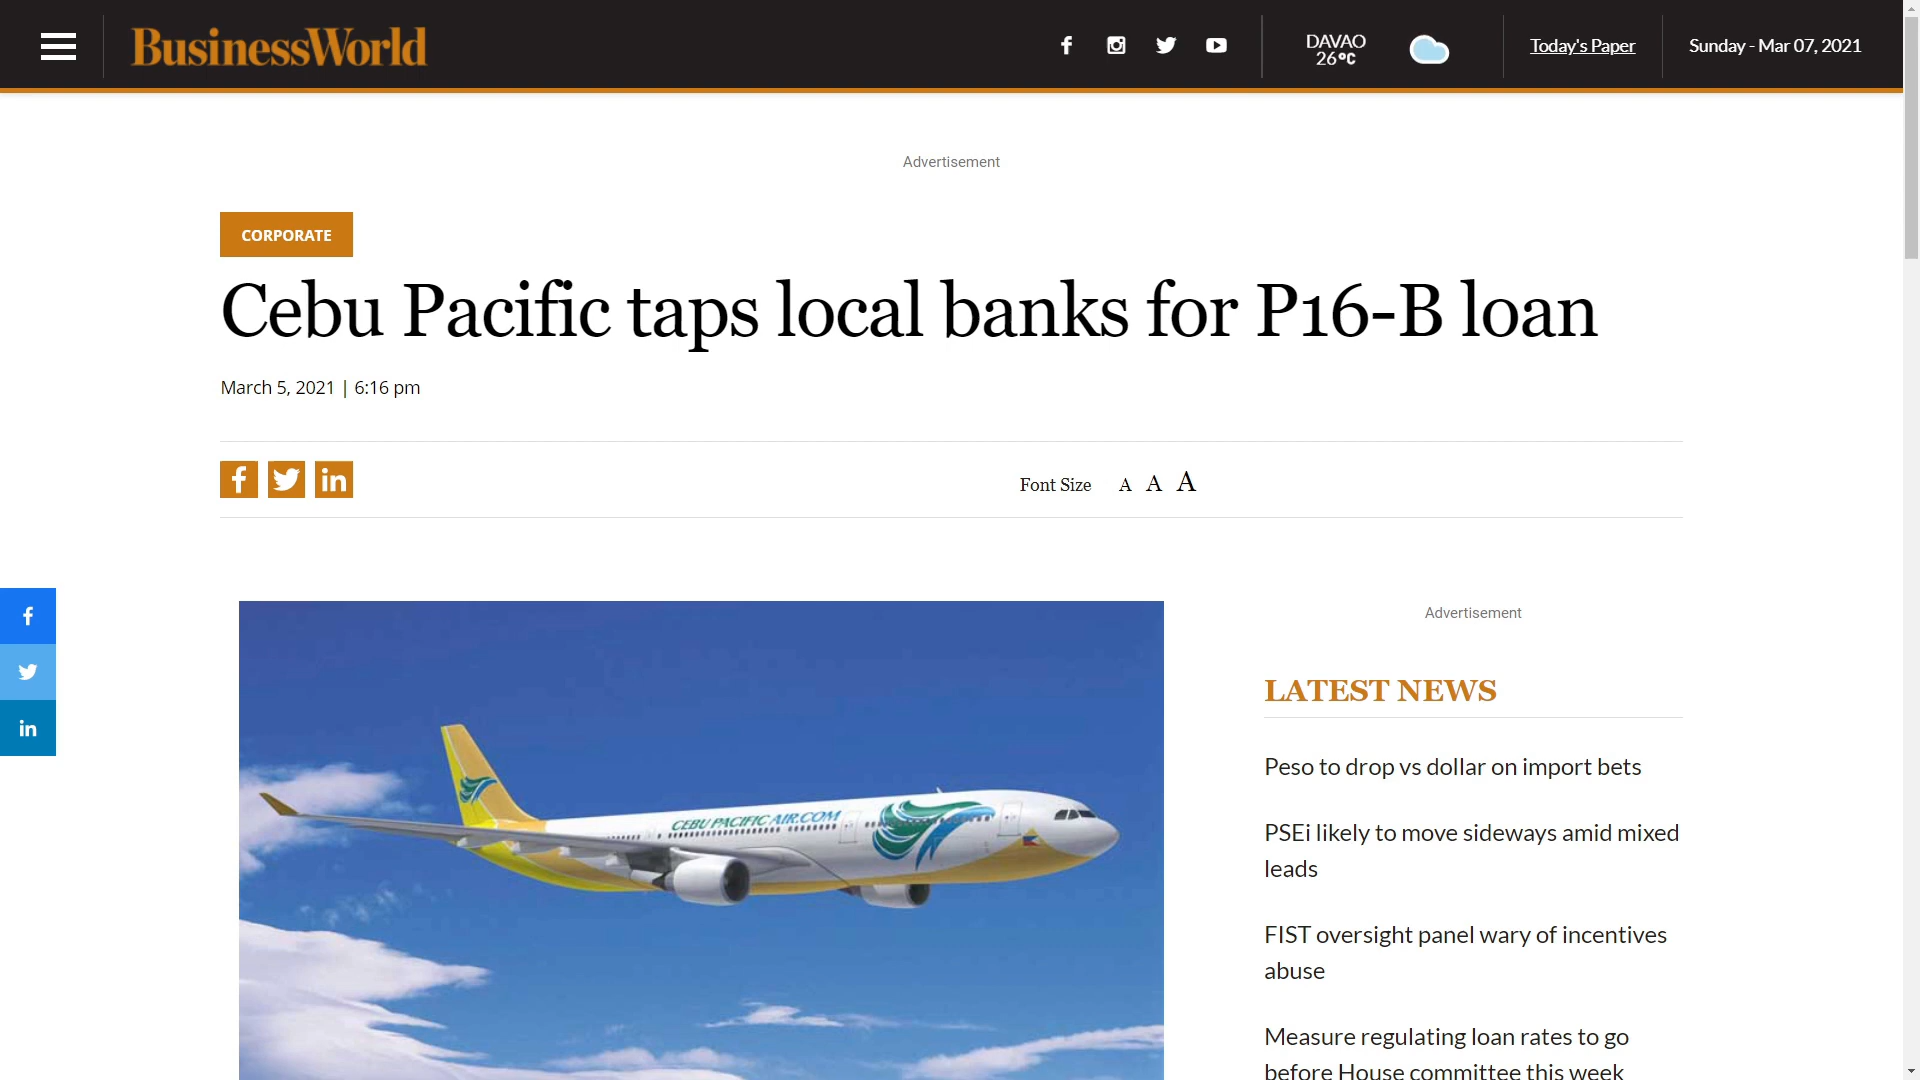 BusinessWorld
DAVAO
26°C
Today's Paper
Sunday - Mar 07, 2021
Advertisement
CORPORATE
Cebu Pacific taps local banks for P16-B loan
March 5, 2021 | 6:16 pm
Font Size A A A
CEBU PACIFIC AIR.COM
Advertisement
LATEST NEWS
Peso to drop vs dollar on import bets
PSEi likely to move sideways amid mixed
leads
FIST oversight panel wary of incentives
abuse
Measure regulating loan rates to go
before House committee this week